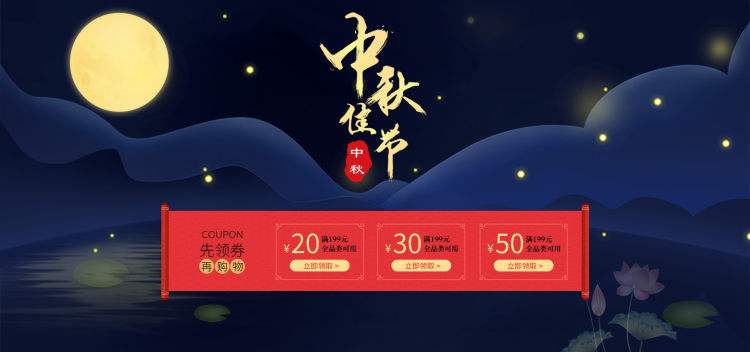 中秋佳节
中秋
COUPON
先领券
再购物
¥20
满199元
全品类可用
立即领取 >
¥30
满199元
全品类可用
立即领取 >
¥50
满199元
全品类可用
立即领取 >